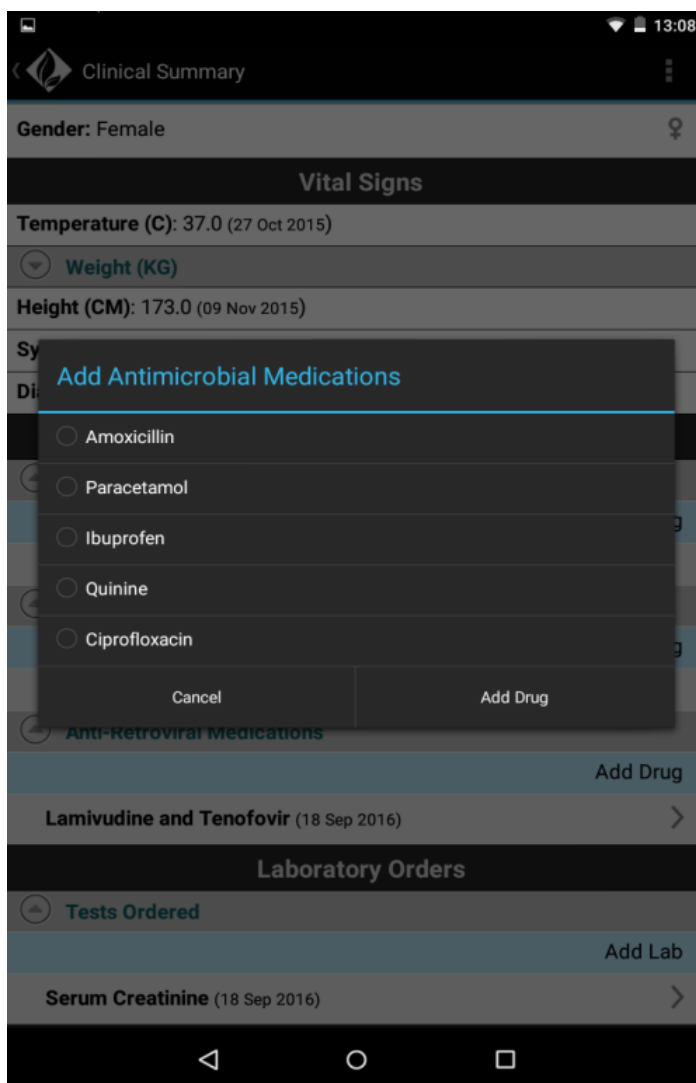 13:08
Clinical Summary
Gender: Female
Vital Signs
Temperature (C): 37.0 (27 Oct 2015)
Weight (KG)
Height (CM): 173.0 (09 Nov 2015)
Sy
Di
Add Antimicrobial Medications
Amoxicillin
Paracetamol
Ibuprofen
Quinine
Ciprofloxacin
Cancel Add Drug
Anti-Retroviral Medications
Add Drug
Lamivudine and Tenofovir (18 Sep 2016)
Laboratory Orders
Tests Ordered
Add Lab
Serum Creatinine (18 Sep 2016)